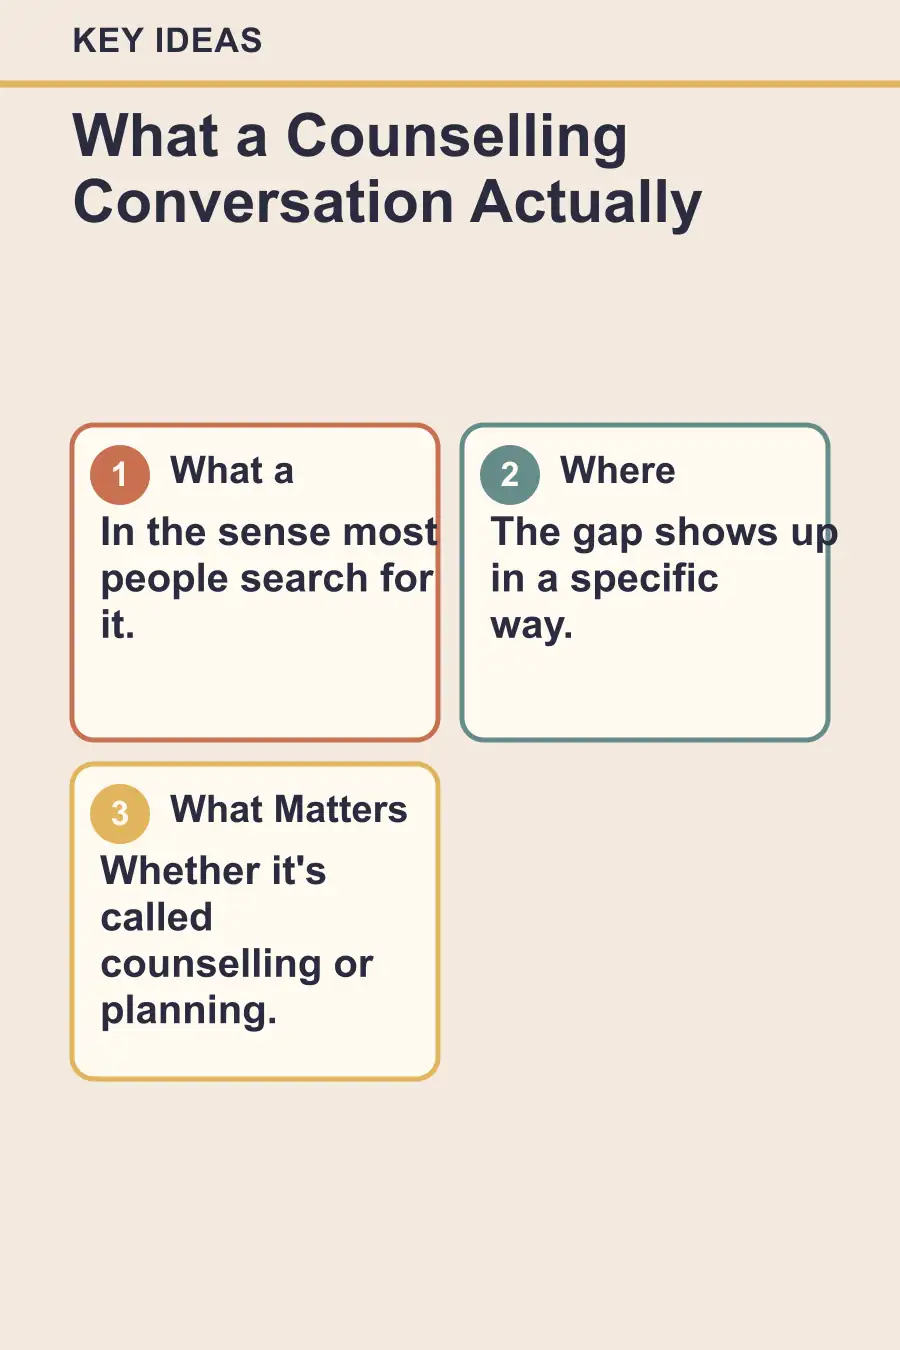 KEY IDEAS
What a Counselling
Conversation Actually
1 What a
In the sense most
people search for
it.
2 Where
The gap shows up
in a specific
way.
3 What Matters
Whether it's
called
counselling or
planning.